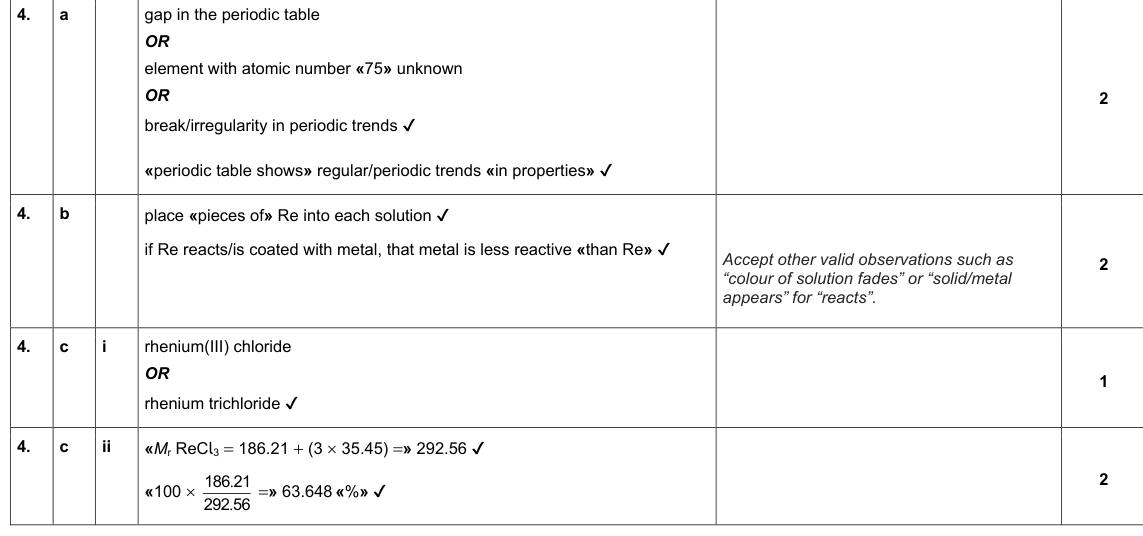 4. a gap in the periodic table
OR
element with atomic number «75» unknown
OR
break/irregularity in periodic trends ✓
«periodic table shows» regular/periodic trends «in properties» ✓
2
4. b place «pieces of» Re into each solution ✓
if Re reacts/is coated with metal, that metal is less reactive «than Re» ✓
Accept other valid observations such as
“colour of solution fades” or “solid/metal
appears” for “reacts”.
2
4. c i rhenium(III) chloride
OR
rhenium trichloride ✓
1
4. c ii «Mᵣ ReCl₃ = 186.21 + (3 × 35.45) =» 292.56 ✓
«100 × 186.21/292.56 =» 63.648 «%» ✓
2